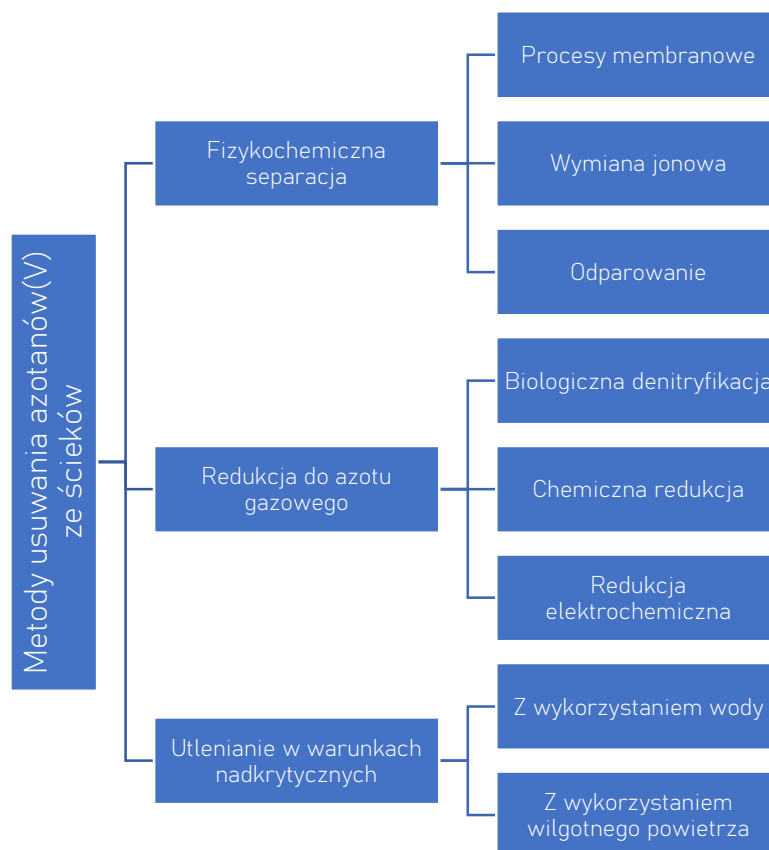 Metody usuwania azotanów(V)
ze ścieków
Fizykochemiczna
separacja
Procesy membranowe
Wymiana jonowa
Odparowanie
Redukcja do azotu
gazowego
Biologiczna denitryfikacja
Chemiczna redukcja
Redukcja
elektrochemiczna
Utlenianie w warunkach
nadkrytycznych
Z wykorzystaniem wody
Z wykorzystaniem
wilgotnego powietrza